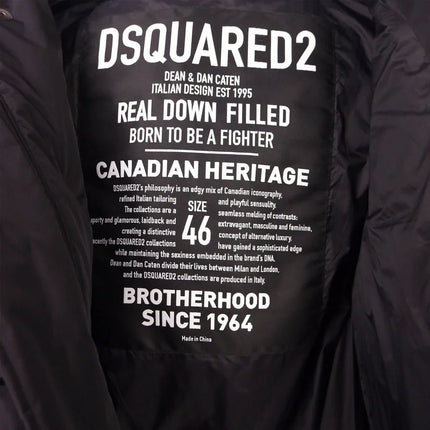 DSQUARED2
DEAN & DAN CATEN
ITALIAN DESIGN EST 1995
REAL DOWN FILLED
BORN TO BE A FIGHTER
CANADIAN HERITAGE
DSQUARED2's philosophy is an edgy mix of Canadian iconography,
refined Italian tailoring and playful sensuality.
The collections are a seamless melding of contrasts:
sporty and glamorous, laidback and extravagant, masculine and feminine,
creating a distinctive concept of alternative luxury.
recently the DSQUARED2 collections have gained a sophisticated edge
SIZE
46
while maintaining the sexiness embedded in the brand's DNA.
Dean and Dan Caten divide their lives between Milan and London,
and the DSQUARED2 collections are produced in Italy.
BROTHERHOOD
SINCE 1964
Made in China